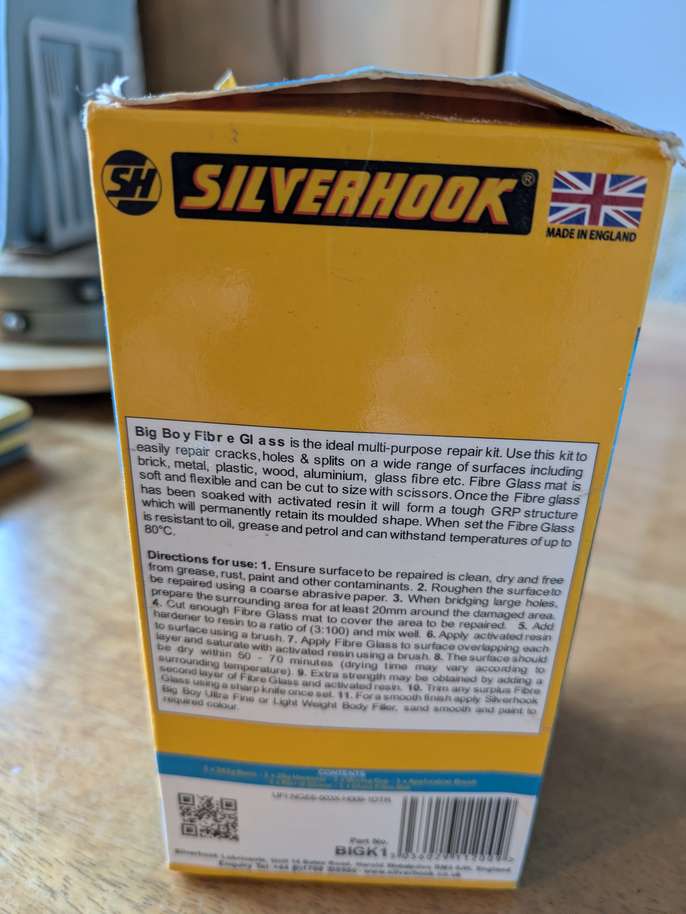 SH SILVERHOOK®
MADE IN ENGLAND
Big Boy Fibre Glass is the ideal multi-purpose repair kit. Use this kit to
easily repair cracks, holes & splits on a wide range of surfaces including
brick, metal, plastic, wood, aluminium, glass fibre etc. Fibre Glass mat is
soft and flexible and can be cut to size with scissors. Once the Fibre glass
has been soaked with activated resin it will form a tough GRP structure
which will permanently retain its moulded shape. When set the Fibre Glass
is resistant to oil, grease and petrol and can withstand temperatures of up to
80°C.
Directions for use: 1. Ensure surface to be repaired is clean, dry and free
from grease, rust, paint and other contaminants. 2. Roughen the surface to
be repaired using a coarse abrasive paper. 3. When bridging large holes,
prepare the surrounding area for at least 20mm around the damaged area.
4. Cut enough Fibre Glass mat to cover the area to be repaired. 5. Add
hardener to resin to a ratio of (3:100) and mix well. 6. Apply activated resin
to surface using a brush. 7. Apply Fibre Glass to surface overlapping each
layer and saturate with activated resin using a brush. 8. The surface should
be dry within 50 - 70 minutes (drying time may vary according to
surrounding temperature). 9. Extra strength may be obtained by adding a
second layer of Fibre Glass and activated resin. 10. Trim any surplus Fibre
Glass using a sharp knife once set. 11. For a smooth finish apply Silverhook
Big Boy Ultra Fine or Light Weight Body Filler, sand smooth and paint to
required colour.
CONTENTS
Part No.
BIGK1
Silverhook Lubricants, Unit
England
Enquiry Tel www.silverhook.co.uk